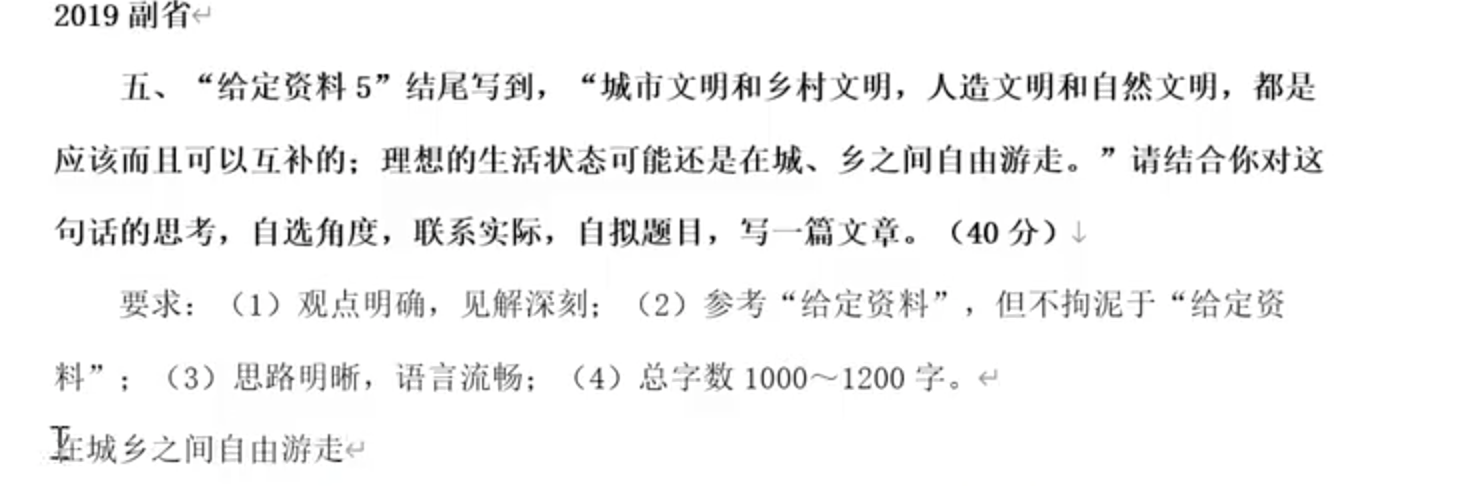 2019 副省
五、“给定资料 5”结尾写到，“城市文明和乡村文明，人造文明和自然文明，都是
应该而且可以互补的；理想的生活状态可能还是在城、乡之间自由游走。”请结合你对这
句话的思考，自选角度，联系实际，自拟题目，写一篇文章。（40 分）↓
要求：（1）观点明确，见解深刻；（2）参考“给定资料”，但不拘泥于“给定资
料”；（3）思路明晰，语言流畅；（4）总字数 1000～1200 字。
在城乡之间自由游走